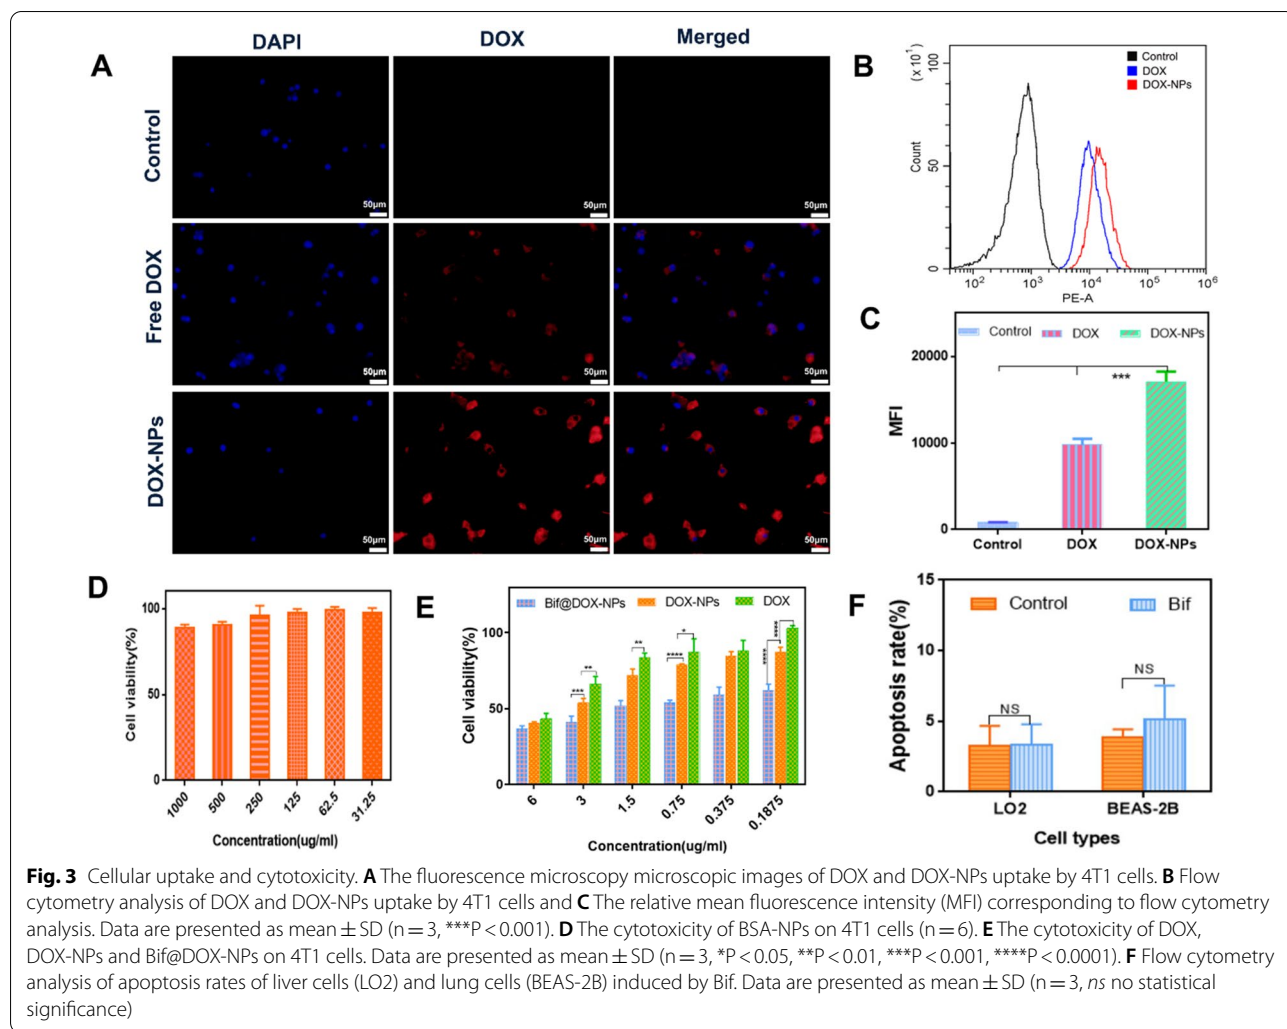 A
DAPI DOX Merged
Control
50μm 50μm 50μm
Free DOX
50μm 50μm 50μm
DOX-NPs
50μm 50μm 50μm
B
Control
DOX
DOX-NPs
(x 10¹)
100
50
0
Count
10² 10³ 10⁴ 10⁵ 10⁶
PE-A
C
Control DOX DOX-NPs
20000
10000
0
MFI
***
Control DOX DOX-NPs
D
150
100
50
0
Cell viability(%)
1000 500 250 125 62.5 31.25
Concentration(ug/ml)
E
Bif@DOX-NPs DOX-NPs DOX
100
50
0
Cell viability(%)
*** ** ** **** * **** ****
6 3 1.5 0.75 0.375 0.1875
Concentration(ug/ml)
F
Control Bif
15
10
5
0
Apoptosis rate(%)
NS NS
LO2 BEAS-2B
Cell types
Fig. 3 Cellular uptake and cytotoxicity. A The fluorescence microscopy microscopic images of DOX and DOX-NPs uptake by 4T1 cells. B Flow
cytometry analysis of DOX and DOX-NPs uptake by 4T1 cells and C The relative mean fluorescence intensity (MFI) corresponding to flow cytometry
analysis. Data are presented as mean ± SD (n = 3, ***P < 0.001). D The cytotoxicity of BSA-NPs on 4T1 cells (n = 6). E The cytotoxicity of DOX,
DOX-NPs and Bif@DOX-NPs on 4T1 cells. Data are presented as mean ± SD (n = 3, *P < 0.05, **P < 0.01, ***P < 0.001, ****P < 0.0001). F Flow cytometry
analysis of apoptosis rates of liver cells (LO2) and lung cells (BEAS-2B) induced by Bif. Data are presented as mean ± SD (n = 3, ns no statistical
significance)